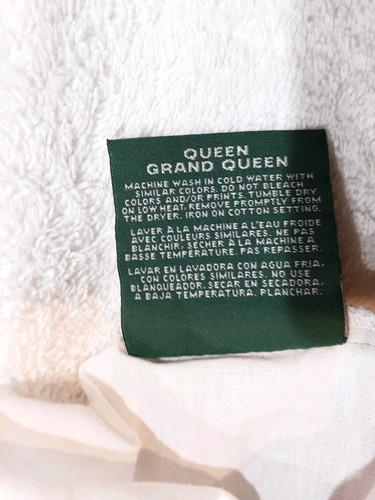 QUEEN
GRAND QUEEN
MACHINE WASH IN COLD WATER WITH
SIMILAR COLORS. DO NOT BLEACH
COLORS AND/OR PRINTS. TUMBLE DRY
ON LOW HEAT. REMOVE PROMPTLY FROM
THE DRYER. IRON ON COTTON SETTING.
LAVER À LA MACHINE A L'EAU FROIDE
AVEC COULEURS SIMILAIRES. NE PAS
BLANCHIR, SÉCHER À LA MACHINE A
BASSE TEMPÉRATURE. PAS REPASSER.
LAVAR EN LAVADORA CON AGUA FRIA,
CON COLORES SIMILARES. NO USE
BLANQUEADOR. SECAR EN SECADORA,
A BAJA TEMPERATURA. PLANCHAR.